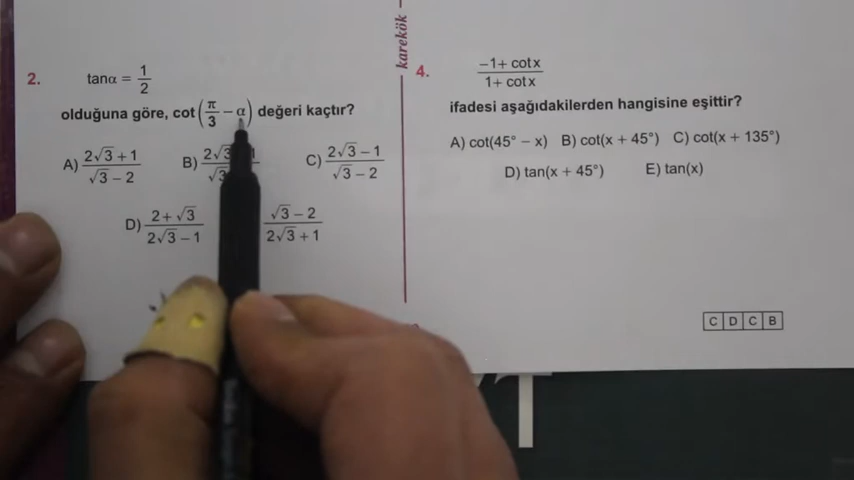 karekök
2. tanα = 1/2
olduğuna göre, cot(π/3 − α) değeri kaçtır?
A) (2√3 + 1)/(√3 − 2) B) 2√3 C) (2√3 − 1)/(√3 − 2)
D) (2 + √3)/(2√3 − 1) (√3 − 2)/(2√3 + 1)
4. (−1 + cotx)/(1 + cotx)
ifadesi aşağıdakilerden hangisine eşittir?
A) cot(45° − x) B) cot(x + 45°) C) cot(x + 135°)
D) tan(x + 45°) E) tan(x)
C D C B